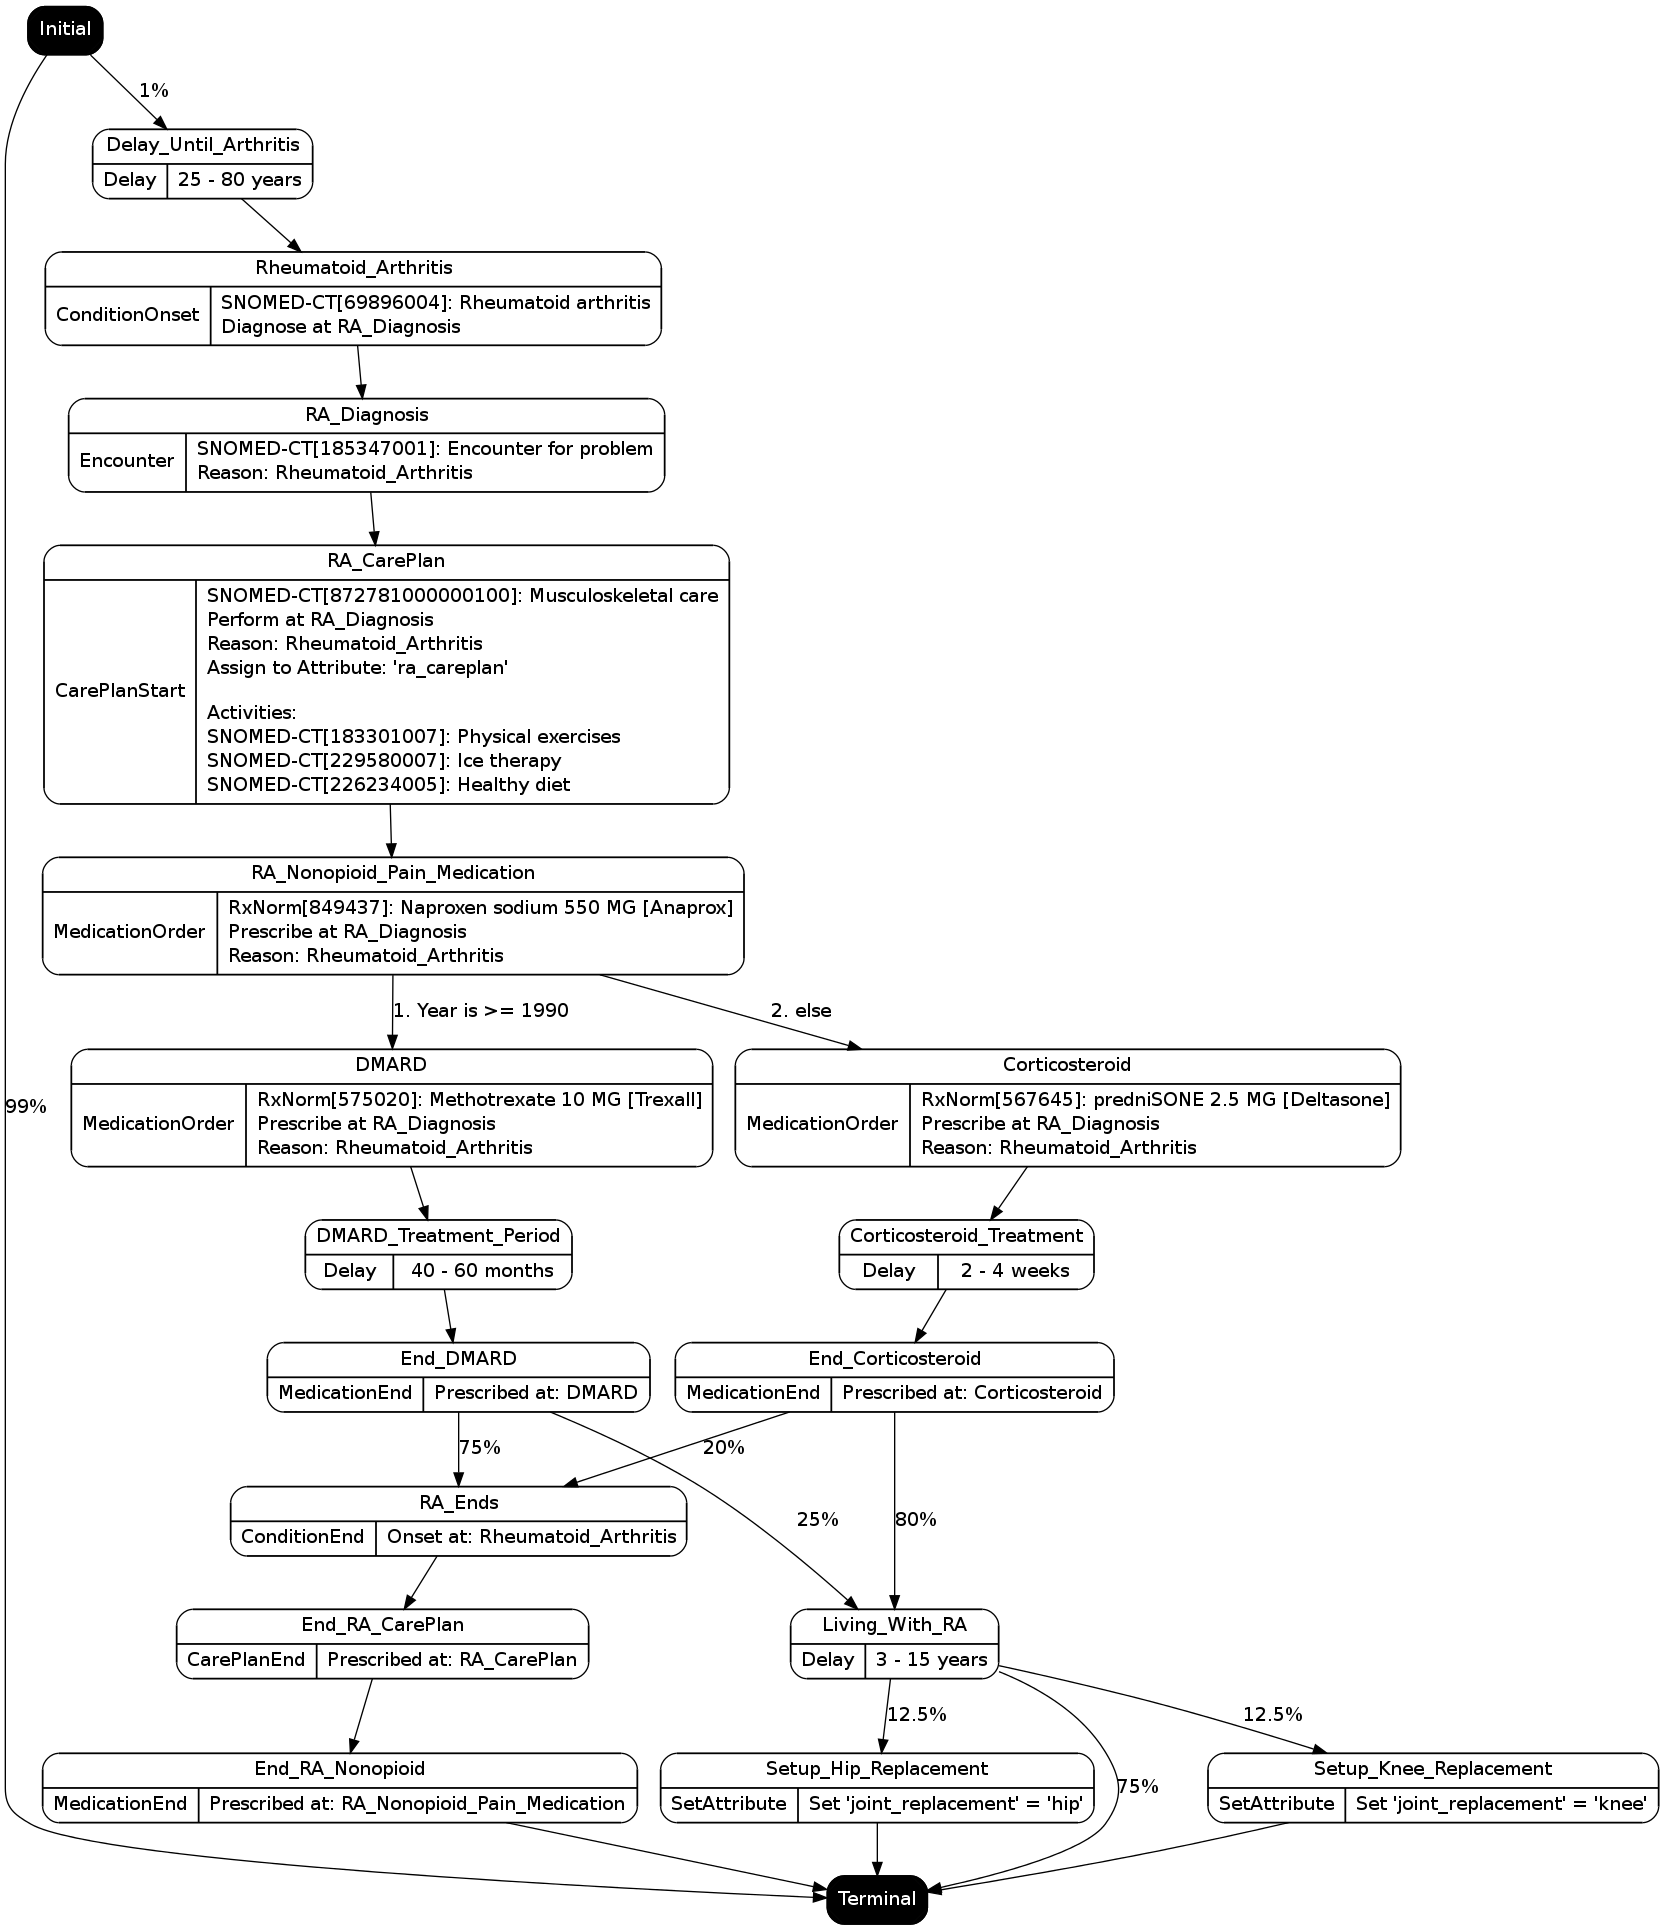 Initial
1%
Delay_Until_Arthritis
Delay
25 - 80 years
Rheumatoid_Arthritis
ConditionOnset
SNOMED-CT[69896004]: Rheumatoid arthritis
Diagnose at RA_Diagnosis
RA_Diagnosis
Encounter
SNOMED-CT[185347001]: Encounter for problem
Reason: Rheumatoid_Arthritis
RA_CarePlan
CarePlanStart
SNOMED-CT[872781000000100]: Musculoskeletal care
Perform at RA_Diagnosis
Reason: Rheumatoid_Arthritis
Assign to Attribute: 'ra_careplan'
Activities:
SNOMED-CT[183301007]: Physical exercises
SNOMED-CT[229580007]: Ice therapy
SNOMED-CT[226234005]: Healthy diet
RA_Nonopioid_Pain_Medication
MedicationOrder
RxNorm[849437]: Naproxen sodium 550 MG [Anaprox]
Prescribe at RA_Diagnosis
Reason: Rheumatoid_Arthritis
1. Year is >= 1990
2. else
DMARD
MedicationOrder
RxNorm[575020]: Methotrexate 10 MG [Trexall]
Prescribe at RA_Diagnosis
Reason: Rheumatoid_Arthritis
Corticosteroid
MedicationOrder
RxNorm[567645]: predniSONE 2.5 MG [Deltasone]
Prescribe at RA_Diagnosis
Reason: Rheumatoid_Arthritis
99%
DMARD_Treatment_Period
Delay
40 - 60 months
Corticosteroid_Treatment
Delay
2 - 4 weeks
End_DMARD
MedicationEnd
Prescribed at: DMARD
End_Corticosteroid
MedicationEnd
Prescribed at: Corticosteroid
75%
20%
25%
80%
RA_Ends
ConditionEnd
Onset at: Rheumatoid_Arthritis
End_RA_CarePlan
CarePlanEnd
Prescribed at: RA_CarePlan
Living_With_RA
Delay
3 - 15 years
12.5%
12.5%
75%
End_RA_Nonopioid
MedicationEnd
Prescribed at: RA_Nonopioid_Pain_Medication
Setup_Hip_Replacement
SetAttribute
Set 'joint_replacement' = 'hip'
Setup_Knee_Replacement
SetAttribute
Set 'joint_replacement' = 'knee'
Terminal